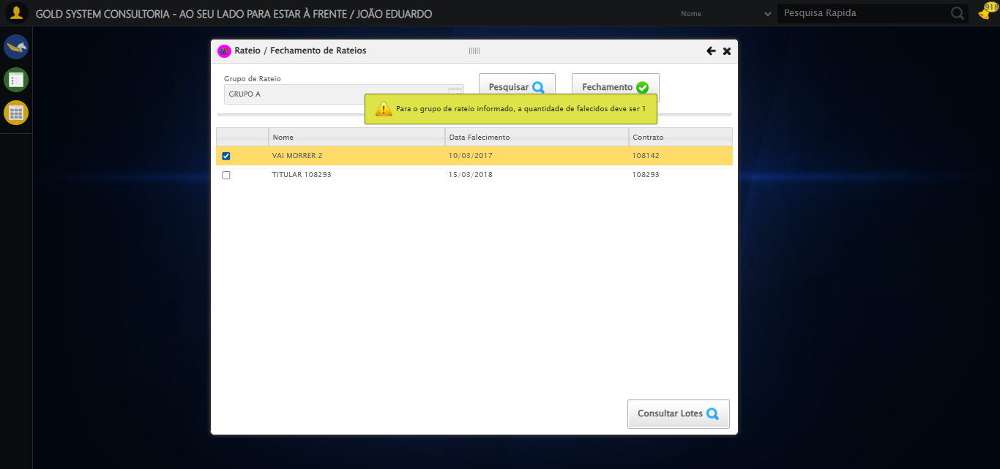 GOLD SYSTEM CONSULTORIA - AO SEU LADO PARA ESTAR À FRENTE / JOÃO EDUARDO
Nome
Pesquisa Rapida
918
Rateio / Fechamento de Rateios
Grupo de Rateio
GRUPO A
Pesquisar
Fechamento
Para o grupo de rateio informado, a quantidade de falecidos deve ser 1
Nome Data Falecimento Contrato
VAI MORRER 2 10/03/2017 108142
TITULAR 108293 15/03/2018 108293
Consultar Lotes